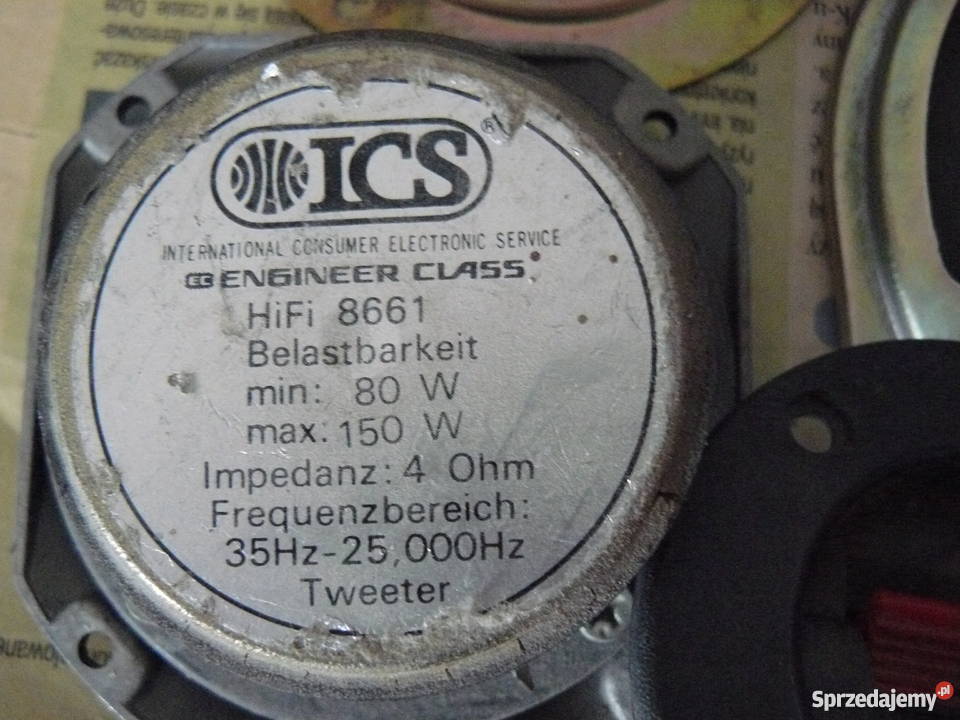 ICS®
INTERNATIONAL CONSUMER ELECTRONIC SERVICE
ENGINEER CLASS
HiFi 8661
Belastbarkeit
min: 80 W
max: 150 W
Impedanz: 4 Ohm
Frequenzbereich:
35Hz-25,000Hz
Tweeter
Sprzedajemy.pl